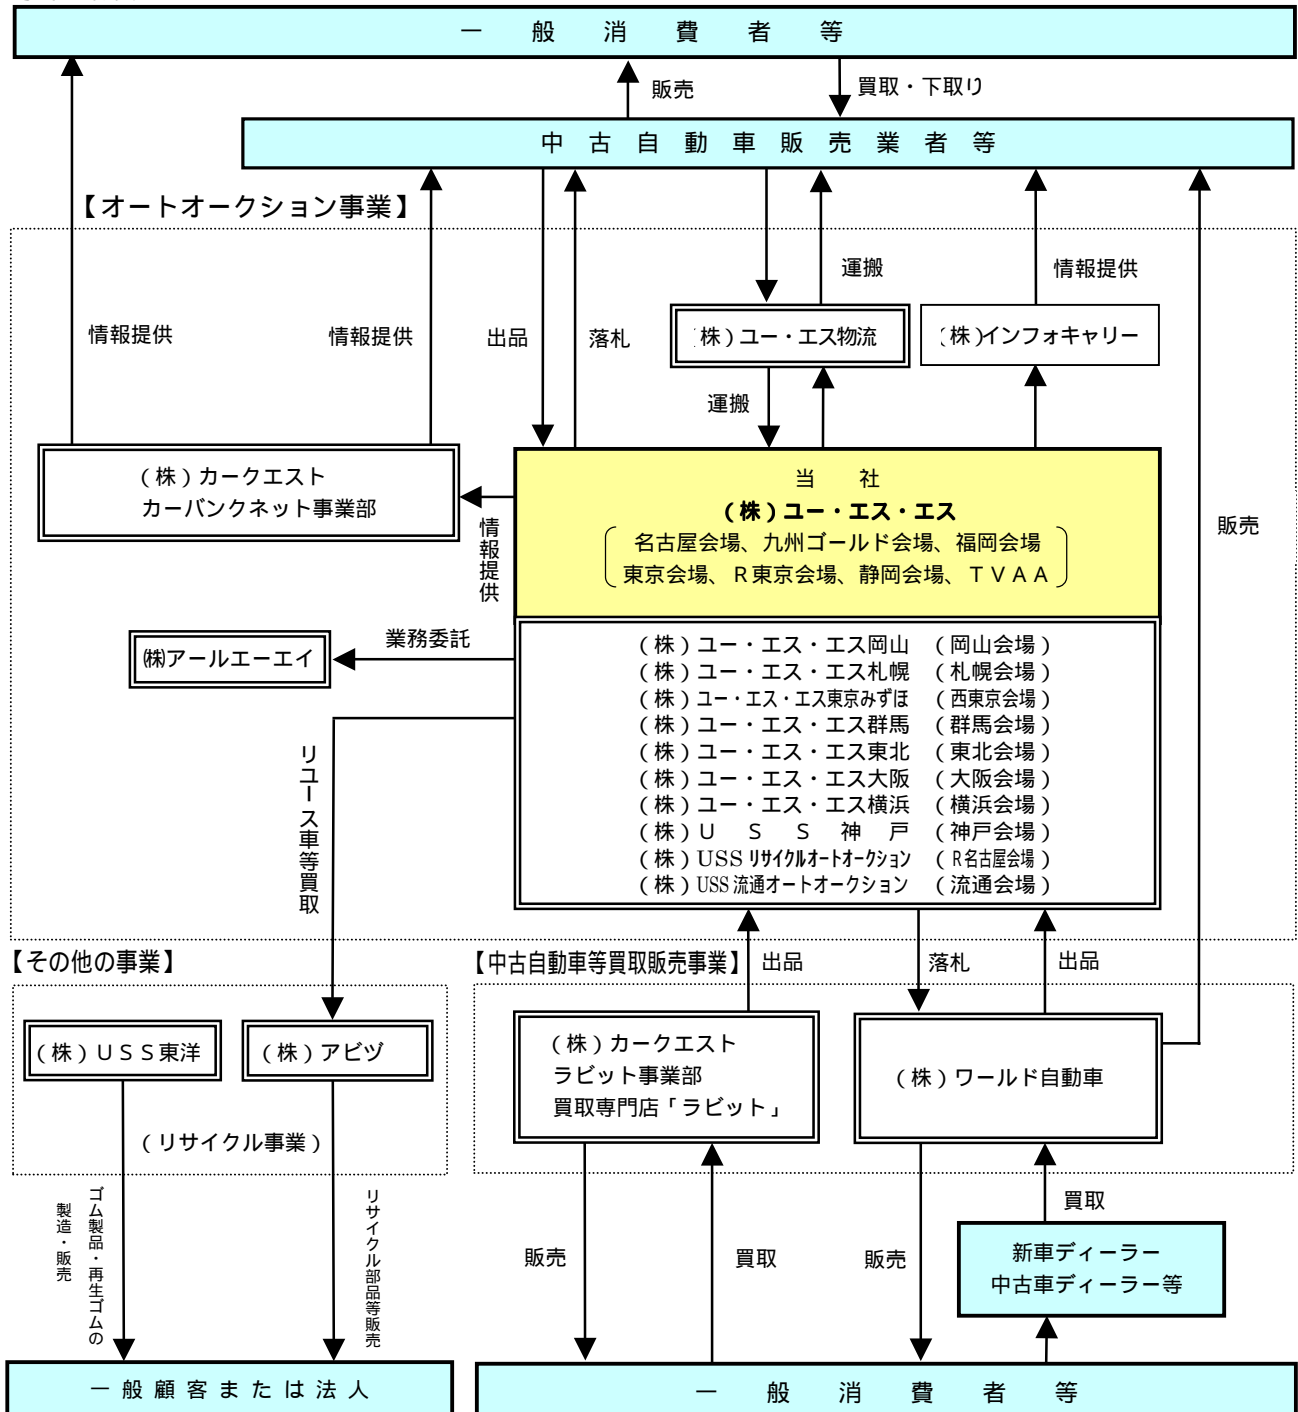 一般消費者等
販売
買取・下取り
中古自動車販売業者等
【オートオークション事業】
運搬
情報提供
情報提供
情報提供
出品
落札
(株)ユー・エス物流
(株)インフォキャリー
運搬
(株)カークエスト
カーバンクネット事業部
当社
(株)ユー・エス・エス
名古屋会場、九州ゴールド会場、福岡会場
東京会場、R東京会場、静岡会場、TVAA
情報提供
販売
業務委託
㈱アールエーエイ
(株)ユー・エス・エス岡山 (岡山会場)
(株)ユー・エス・エス札幌 (札幌会場)
(株)ユー・エス・エス東京みずほ (西東京会場)
(株)ユー・エス・エス群馬 (群馬会場)
(株)ユー・エス・エス東北 (東北会場)
(株)ユー・エス・エス大阪 (大阪会場)
(株)ユー・エス・エス横浜 (横浜会場)
(株)USS神戸 (神戸会場)
(株)USSリサイクルオートオークション (R名古屋会場)
(株)USS流通オートオークション (流通会場)
リユース車等買取
【その他の事業】
【中古自動車等買取販売事業】
出品
落札
出品
(株)USS東洋
(株)アビヅ
(株)カークエスト
ラビット事業部
買取専門店「ラビット」
(株)ワールド自動車
(リサイクル事業)
ゴム製品・再生ゴムの
製造・販売
リサイクル部品等販売
販売
買取
販売
買取
新車ディーラー
中古車ディーラー等
一般顧客または法人
一般消費者等